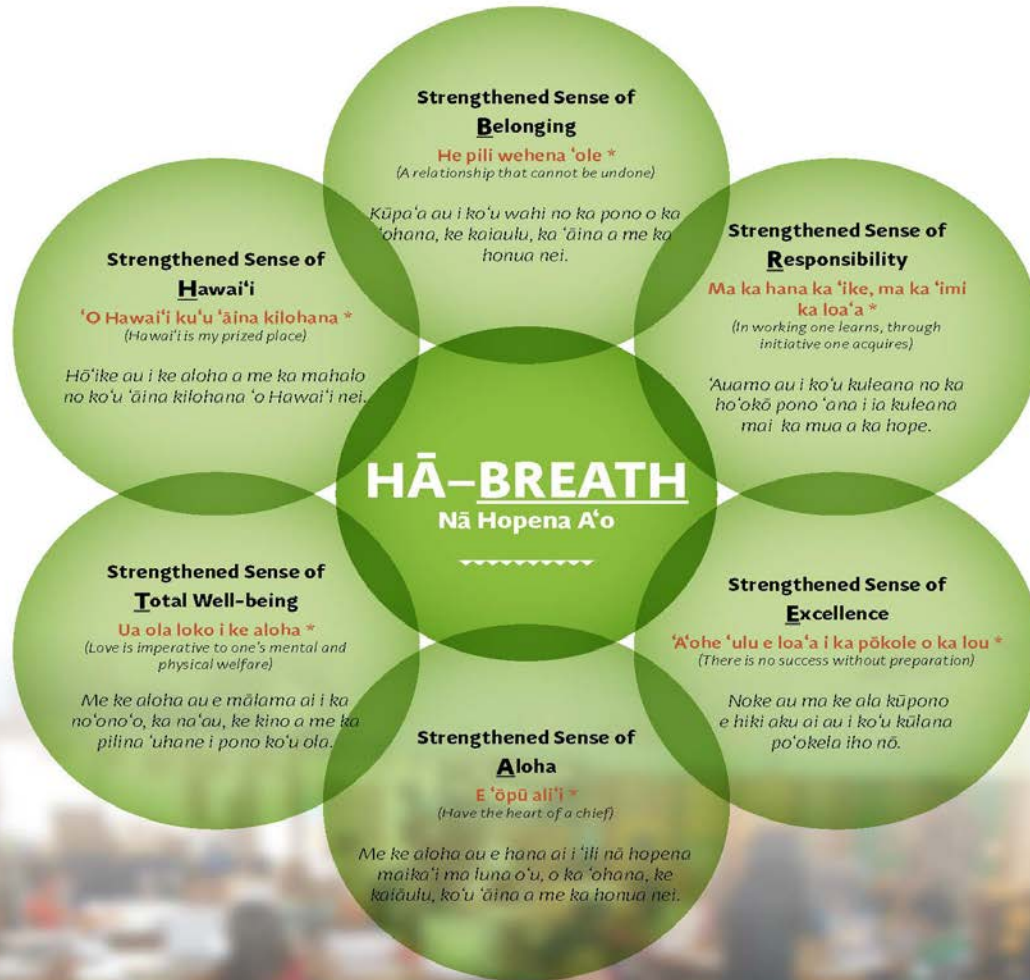 Strengthened Sense of
Belonging
He pili wehena ʻole *
(A relationship that cannot be undone)
Kūpaʻa au i koʻu wahi no ka pono o ka
ʻohana, ke kaiaulu, ka ʻāina a me ka
honua nei.
Strengthened Sense of
Responsibility
Ma ka hana ka ʻike, ma ka ʻimi
ka loaʻa *
(In working one learns, through
initiative one acquires)
ʻAuamo au i koʻu kuleana no ka
hoʻokō pono ʻana i ia kuleana
mai ka mua a ka hope.
Strengthened Sense of
Excellence
ʻAʻohe ʻulu e loaʻa i ka pōkole o ka lou *
(There is no success without preparation)
Noke au ma ke ala kūpono
e hiki aku ai au i koʻu kūlana
poʻokela iho nō.
Strengthened Sense of
Aloha
E ʻōpū aliʻi *
(Have the heart of a chief)
Me ke aloha au e hana ai i ʻili nā hopena
maikaʻi ma luna oʻu, o ka ʻohana, ke
kaiāulu, koʻu ʻāina a me ka honua nei.
Strengthened Sense of
Total Well-being
Ua ola loko i ke aloha *
(Love is imperative to one's mental and
physical welfare)
Me ke aloha au e mālama ai i ka
noʻonoʻo, ka naʻau, ke kino a me ka
pilina ʻuhane i pono koʻu ola.
Strengthened Sense of
Hawaiʻi
ʻO Hawaiʻi kuʻu ʻāina kilohana *
(Hawaiʻi is my prized place)
Hōʻike au i ke aloha a me ka mahalo
no koʻu ʻāina kilohana ʻo Hawaiʻi nei.
HĀ–BREATH
Nā Hopena Aʻo